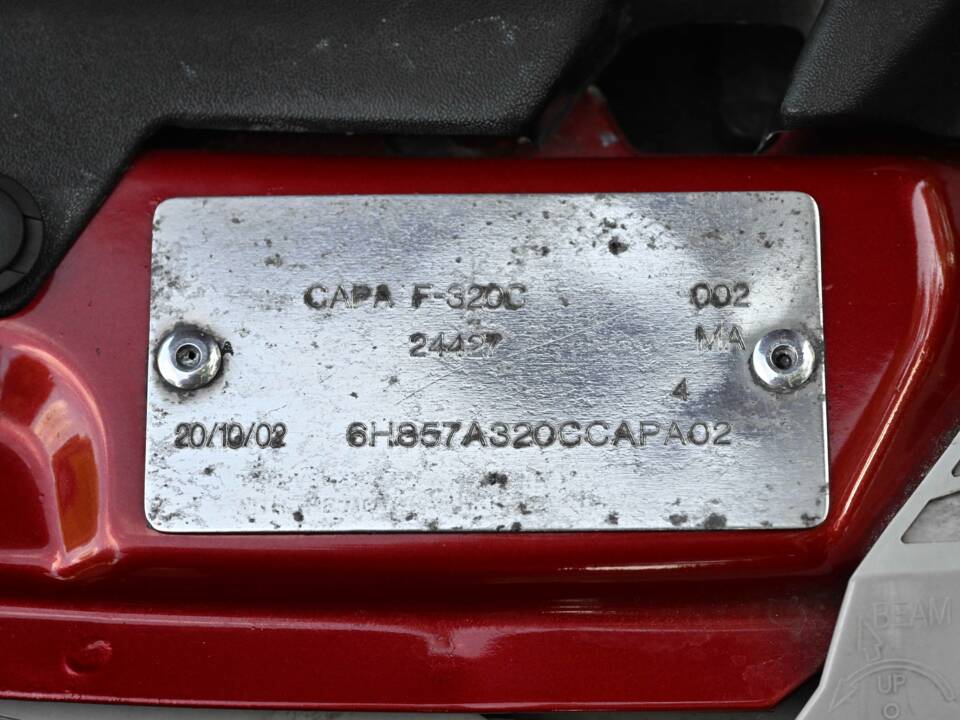 CAPA F-320C 002
24427 MA
4
20/10/02 6H857A320CCAPA02
BEAM
UP